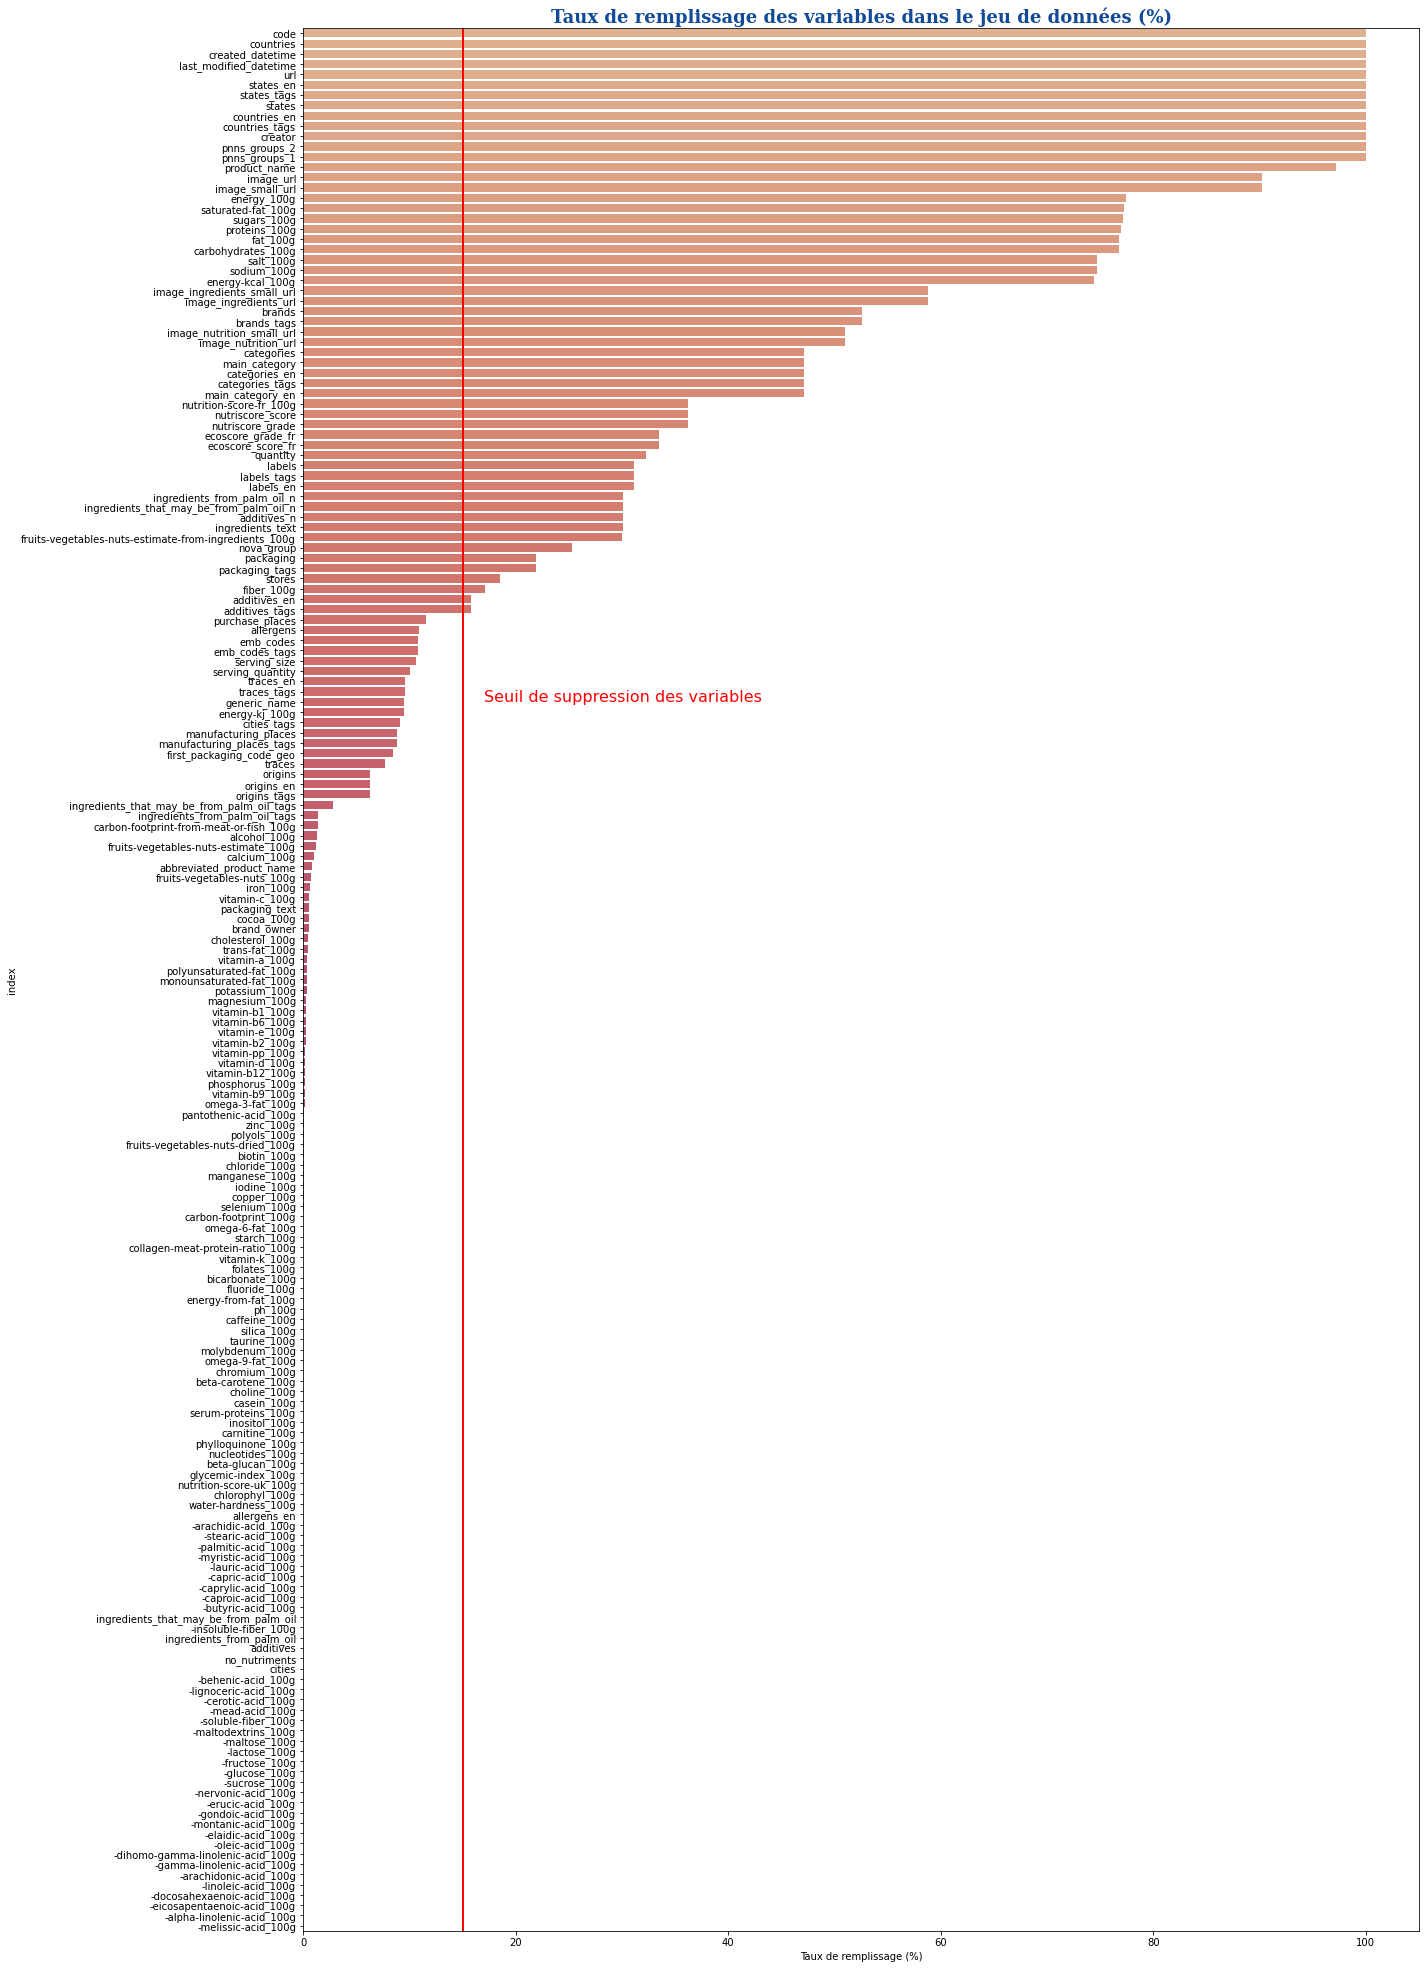 Taux de remplissage des variables dans le jeu de données (%)
code
countries
created_datetime
last_modified_datetime
url
states_en
states_tags
states
countries_en
countries_tags
creator
pnns_groups_2
pnns_groups_1
product_name
image_url
image_small_url
energy_100g
saturated-fat_100g
sugars_100g
proteins_100g
fat_100g
carbohydrates_100g
salt_100g
sodium_100g
energy-kcal_100g
image_ingredients_small_url
image_ingredients_url
brands
brands_tags
image_nutrition_small_url
image_nutrition_url
categories
main_category
categories_en
categories_tags
main_category_en
nutrition-score-fr_100g
nutriscore_score
nutriscore_grade
ecoscore_grade_fr
ecoscore_score_fr
quantity
labels
labels_tags
labels_en
ingredients_from_palm_oil_n
ingredients_that_may_be_from_palm_oil_n
additives_n
ingredients_text
fruits-vegetables-nuts-estimate-from-ingredients_100g
nova_group
packaging
packaging_tags
stores
fiber_100g
additives_en
additives_tags
purchase_places
allergens
emb_codes
emb_codes_tags
serving_size
serving_quantity
traces_en
traces_tags
Seuil de suppression des variables
generic_name
energy-kj_100g
cities_tags
manufacturing_places
manufacturing_places_tags
first_packaging_code_geo
traces
origins
origins_en
origins_tags
ingredients_that_may_be_from_palm_oil_tags
ingredients_from_palm_oil_tags
carbon-footprint-from-meat-or-fish_100g
alcohol_100g
fruits-vegetables-nuts-estimate_100g
calcium_100g
abbreviated_product_name
fruits-vegetables-nuts_100g
iron_100g
vitamin-c_100g
packaging_text
cocoa_100g
brand_owner
cholesterol_100g
trans-fat_100g
vitamin-a_100g
polyunsaturated-fat_100g
monounsaturated-fat_100g
potassium_100g
index
magnesium_100g
vitamin-b1_100g
vitamin-b6_100g
vitamin-e_100g
vitamin-b2_100g
vitamin-pp_100g
vitamin-d_100g
vitamin-b12_100g
phosphorus_100g
vitamin-b9_100g
omega-3-fat_100g
pantothenic-acid_100g
zinc_100g
polyols_100g
fruits-vegetables-nuts-dried_100g
biotin_100g
chloride_100g
manganese_100g
iodine_100g
copper_100g
selenium_100g
carbon-footprint_100g
omega-6-fat_100g
starch_100g
collagen-meat-protein-ratio_100g
vitamin-k_100g
folates_100g
bicarbonate_100g
fluoride_100g
energy-from-fat_100g
ph_100g
caffeine_100g
silica_100g
taurine_100g
molybdenum_100g
omega-9-fat_100g
chromium_100g
beta-carotene_100g
choline_100g
casein_100g
serum-proteins_100g
inositol_100g
carnitine_100g
phylloquinone_100g
nucleotides_100g
beta-glucan_100g
glycemic-index_100g
nutrition-score-uk_100g
chlorophyl_100g
water-hardness_100g
allergens_en
-arachidic-acid_100g
-stearic-acid_100g
-palmitic-acid_100g
-myristic-acid_100g
-lauric-acid_100g
-capric-acid_100g
-caprylic-acid_100g
-caproic-acid_100g
-butyric-acid_100g
ingredients_that_may_be_from_palm_oil
-insoluble-fiber_100g
ingredients_from_palm_oil
additives
no_nutriments
cities
-behenic-acid_100g
-lignoceric-acid_100g
-cerotic-acid_100g
-mead-acid_100g
-soluble-fiber_100g
-maltodextrins_100g
-maltose_100g
-lactose_100g
-fructose_100g
-glucose_100g
-sucrose_100g
-nervonic-acid_100g
-erucic-acid_100g
-gondoic-acid_100g
-montanic-acid_100g
-elaidic-acid_100g
-oleic-acid_100g
-dihomo-gamma-linolenic-acid_100g
-gamma-linolenic-acid_100g
-arachidonic-acid_100g
-linoleic-acid_100g
-docosahexaenoic-acid_100g
-eicosapentaenoic-acid_100g
-alpha-linolenic-acid_100g
-melissic-acid_100g
0 20 40 60 80 100
Taux de remplissage (%)